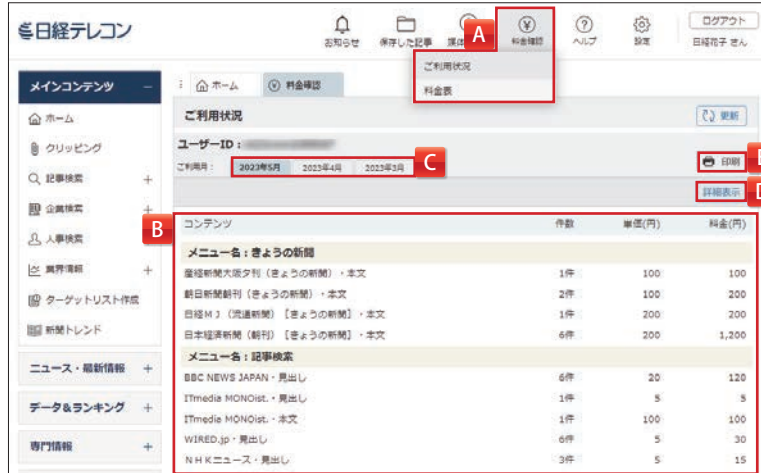 日経テレコン
お知らせ
保存した記事
媒体
A
料金確認
ヘルプ
設定
ログアウト
日経花子 さん
ご利用状況
料金表
メインコンテンツ －
ホーム
料金確認
ホーム
クリッピング
記事検索 ＋
企業検索 ＋
人事検索
業界情報 ＋
ターゲットリスト作成
新聞トレンド
ニュース・最新情報 ＋
データ&ランキング ＋
専門情報 ＋
ご利用状況
更新
ユーザーID：
ご利用月： 2023年5月 2023年4月 2023年3月
C
印刷
詳細表示
D
B
コンテンツ 件数 単価(円) 料金(円)
メニュー名：きょうの新聞
産経新聞大阪夕刊（きょうの新聞）・本文 1件 100 100
朝日新聞朝刊（きょうの新聞）・本文 2件 100 200
日経ＭＪ（流通新聞）［きょうの新聞］・本文 1件 200 200
日本経済新聞（朝刊）［きょうの新聞］・本文 6件 200 1,200
メニュー名：記事検索
BBC NEWS JAPAN・見出し 6件 20 120
ITmedia MONOist.・見出し 1件 5 5
ITmedia MONOist.・本文 1件 100 100
WIRED.jp・見出し 6件 5 30
ＮＨＫニュース・見出し 3件 5 15